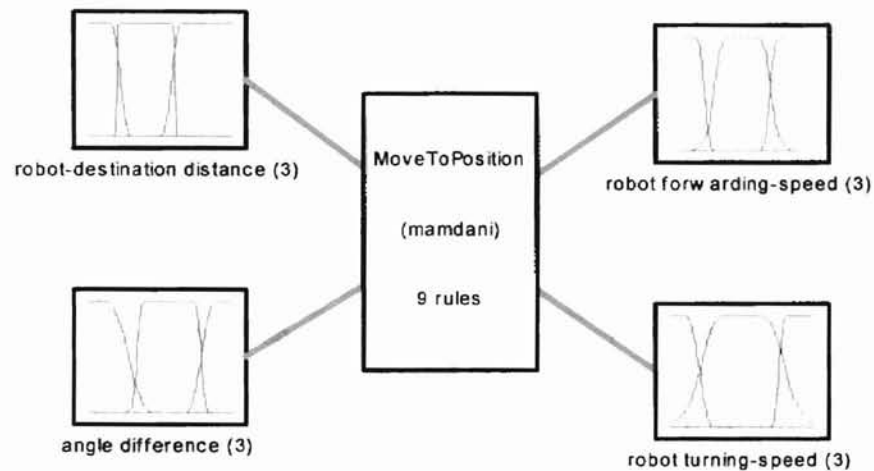 robot-destination distance (3)
angle difference (3)
MoveToPosition
(mamdani)
9 rules
robot forw arding-speed (3)
robot turning-speed (3)